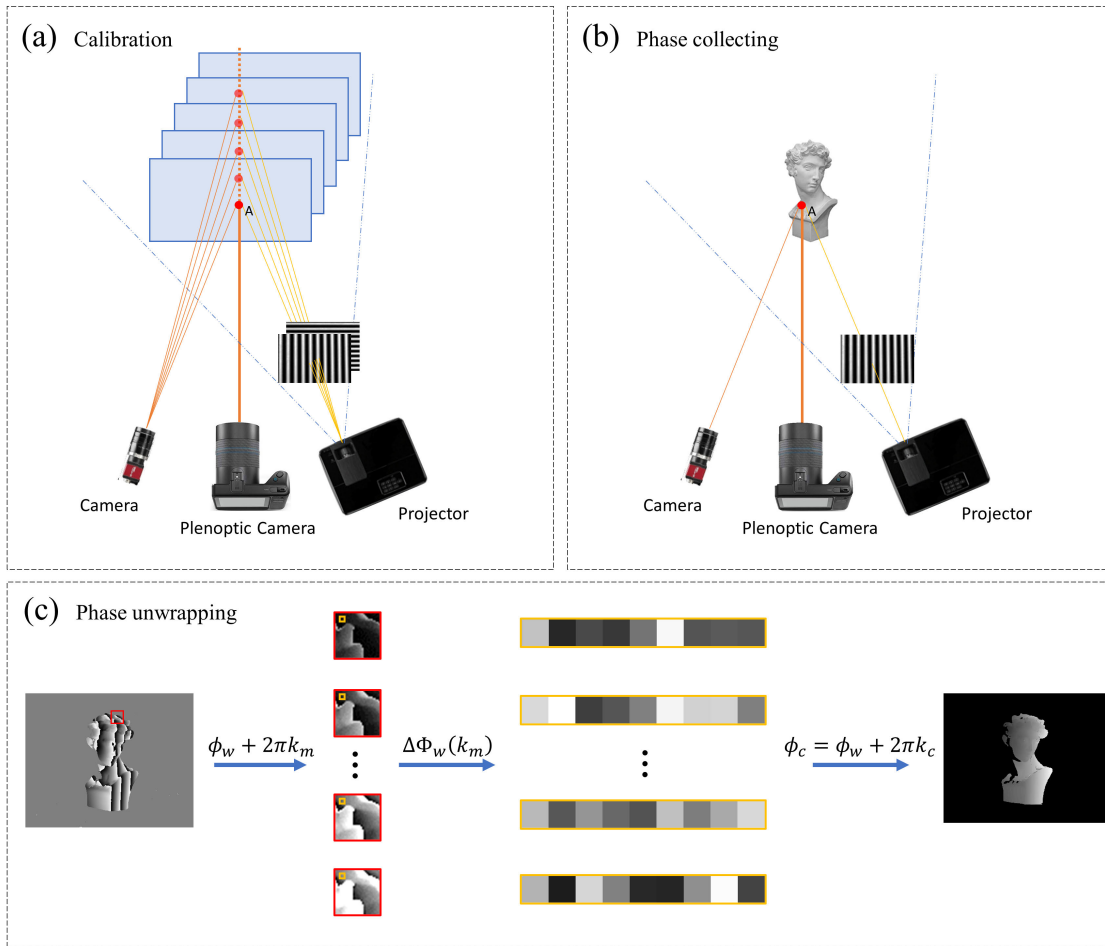 (a) Calibration
A
Camera
Plenoptic Camera
Projector
(b) Phase collecting
A
Camera
Plenoptic Camera
Projector
(c) Phase unwrapping
ϕ_w + 2πk_m
ΔΦ_w(k_m)
ϕ_c = ϕ_w + 2πk_c